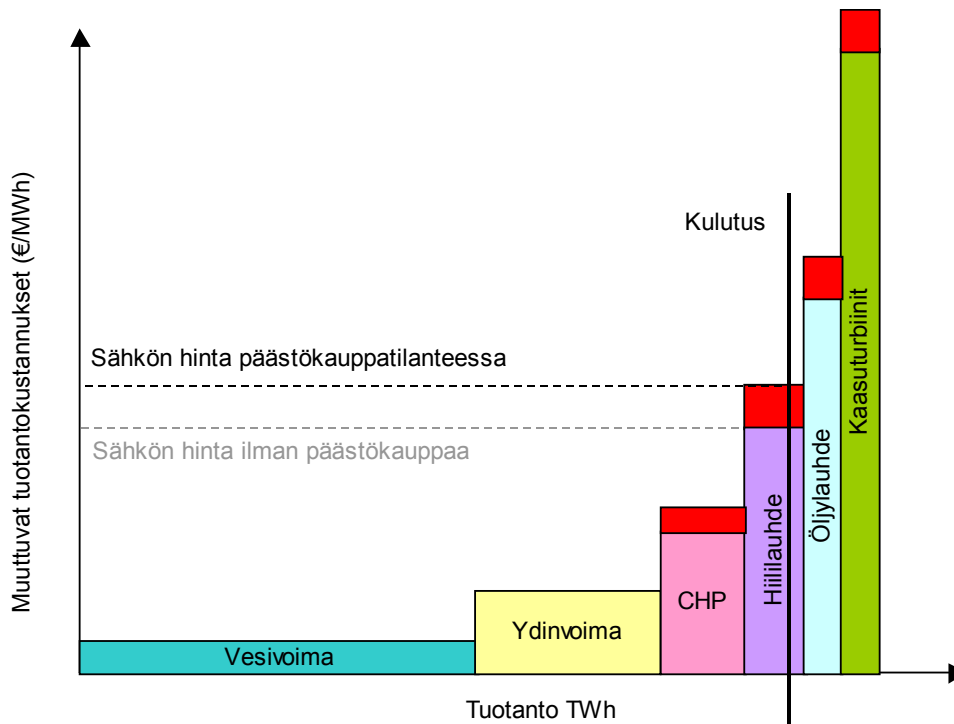 Muuttuvat tuotantokustannukset (€/MWh)
Kulutus
Sähkön hinta päästökauppatilanteessa
Sähkön hinta ilman päästökauppaa
Vesivoima
Ydinvoima
CHP
Hiililauhde
Öljylauhde
Kaasuturbiinit
Tuotanto TWh